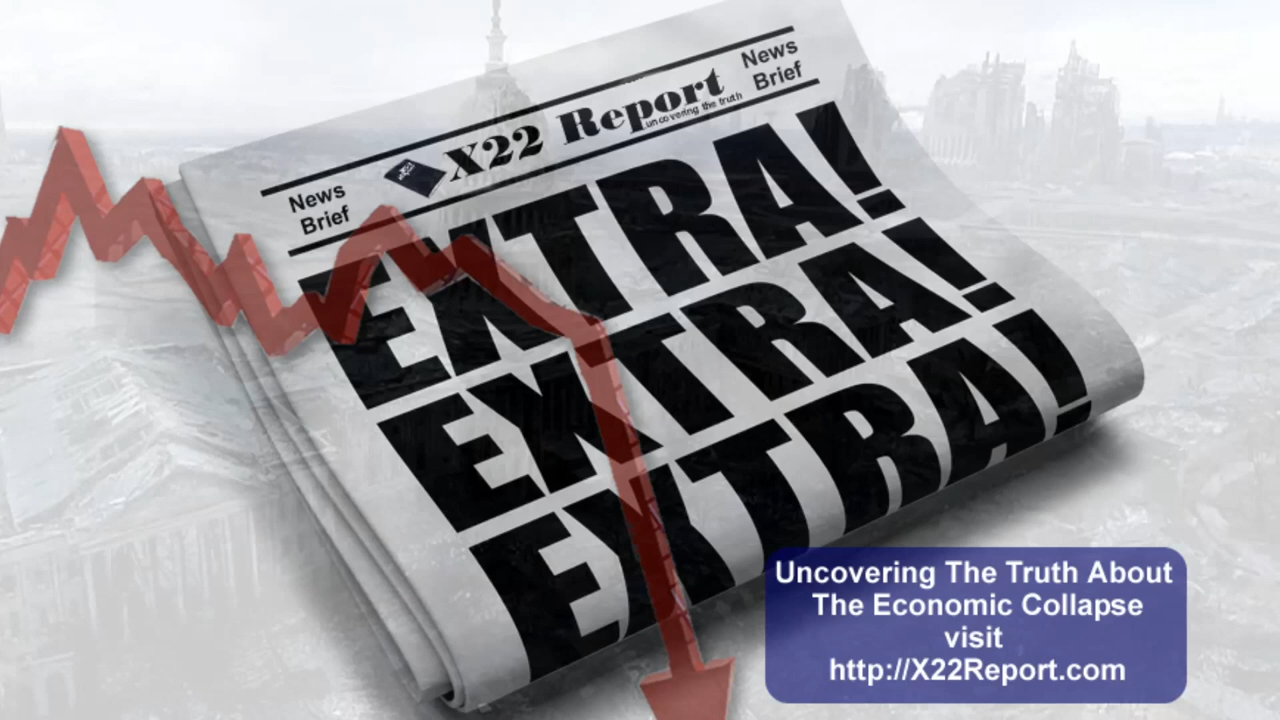 News
Brief
X22 Report
uncovering the truth
News
Brief
EXTRA!
EXTRA!
EXTRA!
Uncovering The Truth About
The Economic Collapse
visit
http://X22Report.com